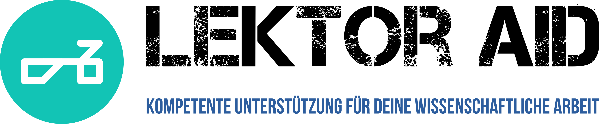 LEKTOR AID
KOMPETENTE UNTERSTÜTZUNG FÜR DEINE WISSENSCHAFTLICHE ARBEIT